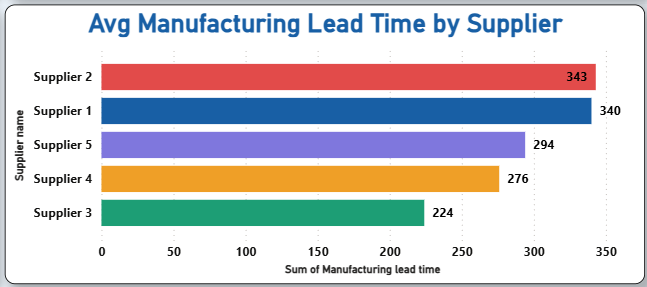 Avg Manufacturing Lead Time by Supplier
Supplier name
Supplier 2 343
Supplier 1 340
Supplier 5 294
Supplier 4 276
Supplier 3 224
0 50 100 150 200 250 300 350
Sum of Manufacturing lead time